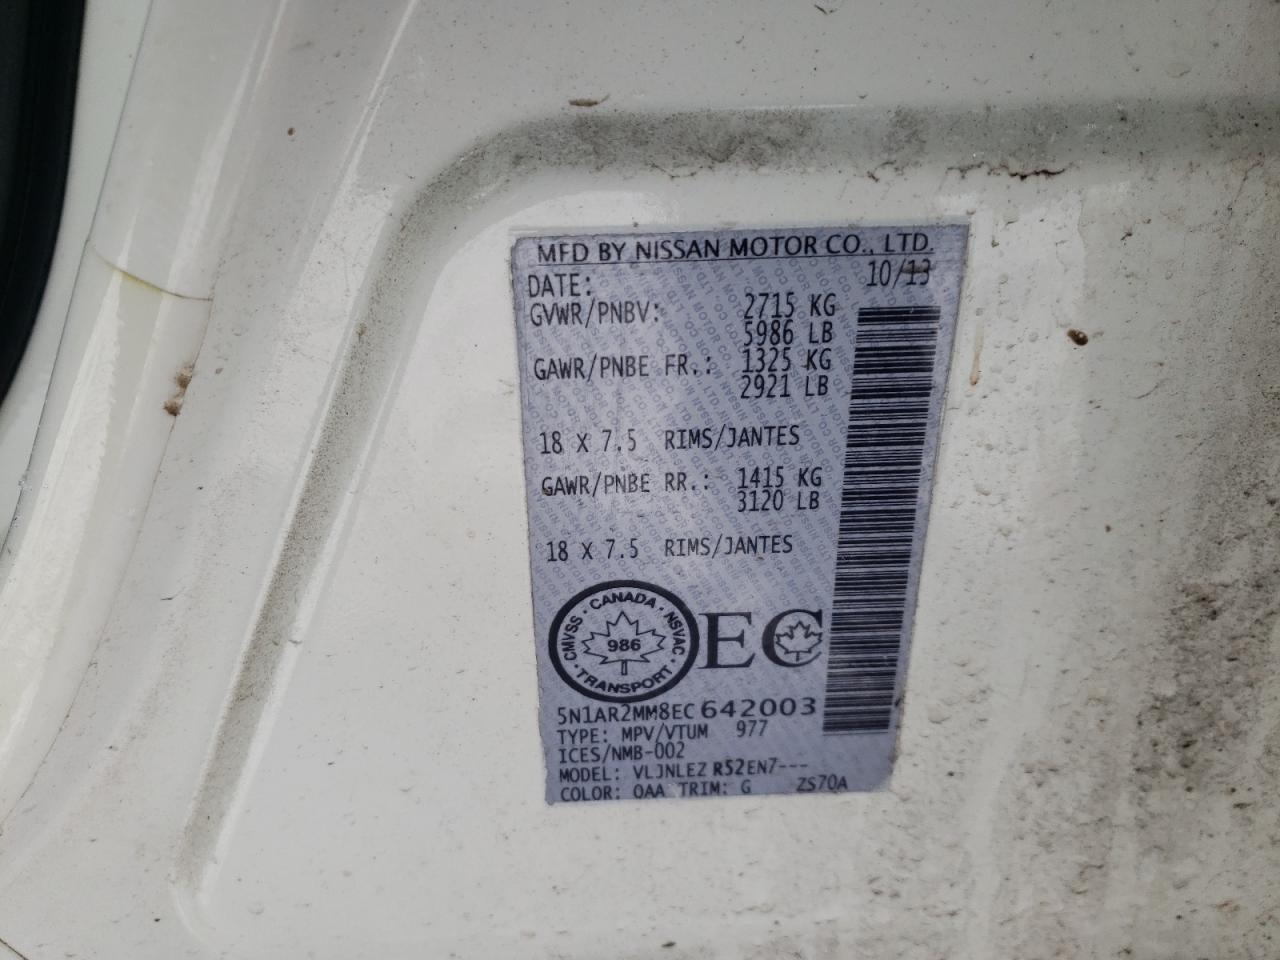 MFD BY NISSAN MOTOR CO., LTD.
DATE: 10/13
GVWR/PNBV: 2715 KG
5986 LB
GAWR/PNBE FR.: 1325 KG
2921 LB
18 X 7.5 RIMS/JANTES
GAWR/PNBE RR.: 1415 KG
3120 LB
18 X 7.5 RIMS/JANTES
CANADA · NSVAC · TRANSPORT · CMVSS ·
986
EC
5N1AR2MM8EC642003
TYPE: MPV/VTUM 977
ICES/NMB-002
MODEL: VLJNLEZ R52EN7---
COLOR: OAA TRIM: G ZS70A